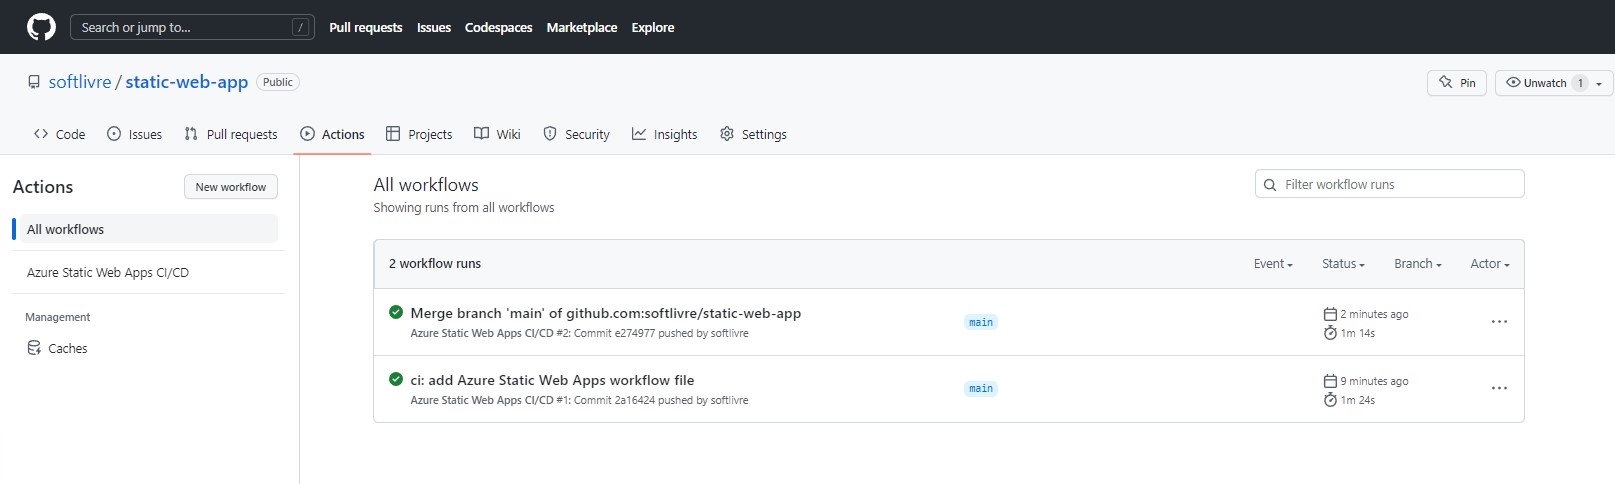 Search or jump to... /
Pull requests Issues Codespaces Marketplace Explore
softlivre / static-web-app Public
Pin Unwatch 1
Code Issues Pull requests Actions Projects Wiki Security Insights Settings
Actions New workflow
All workflows
Azure Static Web Apps CI/CD
Management
Caches
All workflows
Showing runs from all workflows
Filter workflow runs
2 workflow runs Event Status Branch Actor
Merge branch 'main' of github.com:softlivre/static-web-app
Azure Static Web Apps CI/CD #2: Commit e274977 pushed by softlivre
main
2 minutes ago
1m 14s
ci: add Azure Static Web Apps workflow file
Azure Static Web Apps CI/CD #1: Commit 2a16424 pushed by softlivre
main
9 minutes ago
1m 24s